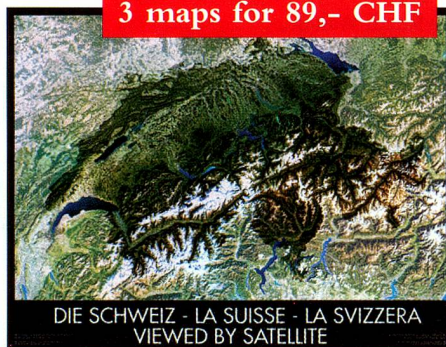 3 maps for 89,- CHF
DIE SCHWEIZ - LA SUISSE - LA SVIZZERA
VIEWED BY SATELLITE